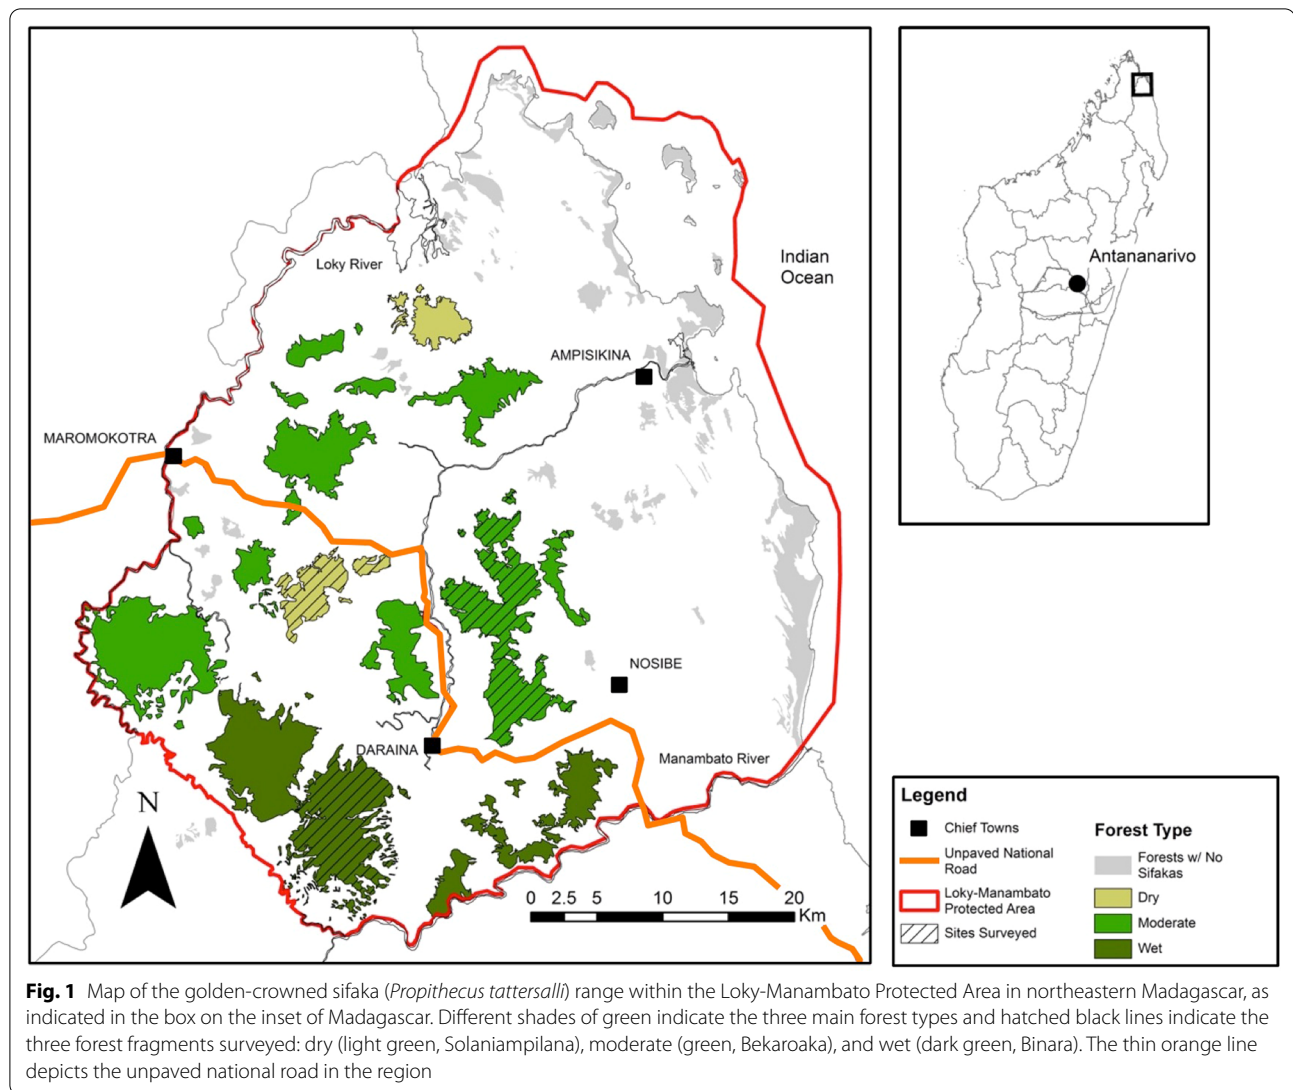 Loky River
Indian
Ocean
AMPISIKINA
MAROMOKOTRA
NOSIBE
DARAINA
Manambato River
N
0 2.5 5 10 15 20
Km
Antananarivo
Legend
Chief Towns
Unpaved National
Road
Loky-Manambato
Protected Area
Sites Surveyed
Forest Type
Forests w/ No
Sifakas
Dry
Moderate
Wet
Fig. 1 Map of the golden-crowned sifaka (Propithecus tattersalli) range within the Loky-Manambato Protected Area in northeastern Madagascar, as
indicated in the box on the inset of Madagascar. Different shades of green indicate the three main forest types and hatched black lines indicate the
three forest fragments surveyed: dry (light green, Solaniampilana), moderate (green, Bekaroaka), and wet (dark green, Binara). The thin orange line
depicts the unpaved national road in the region